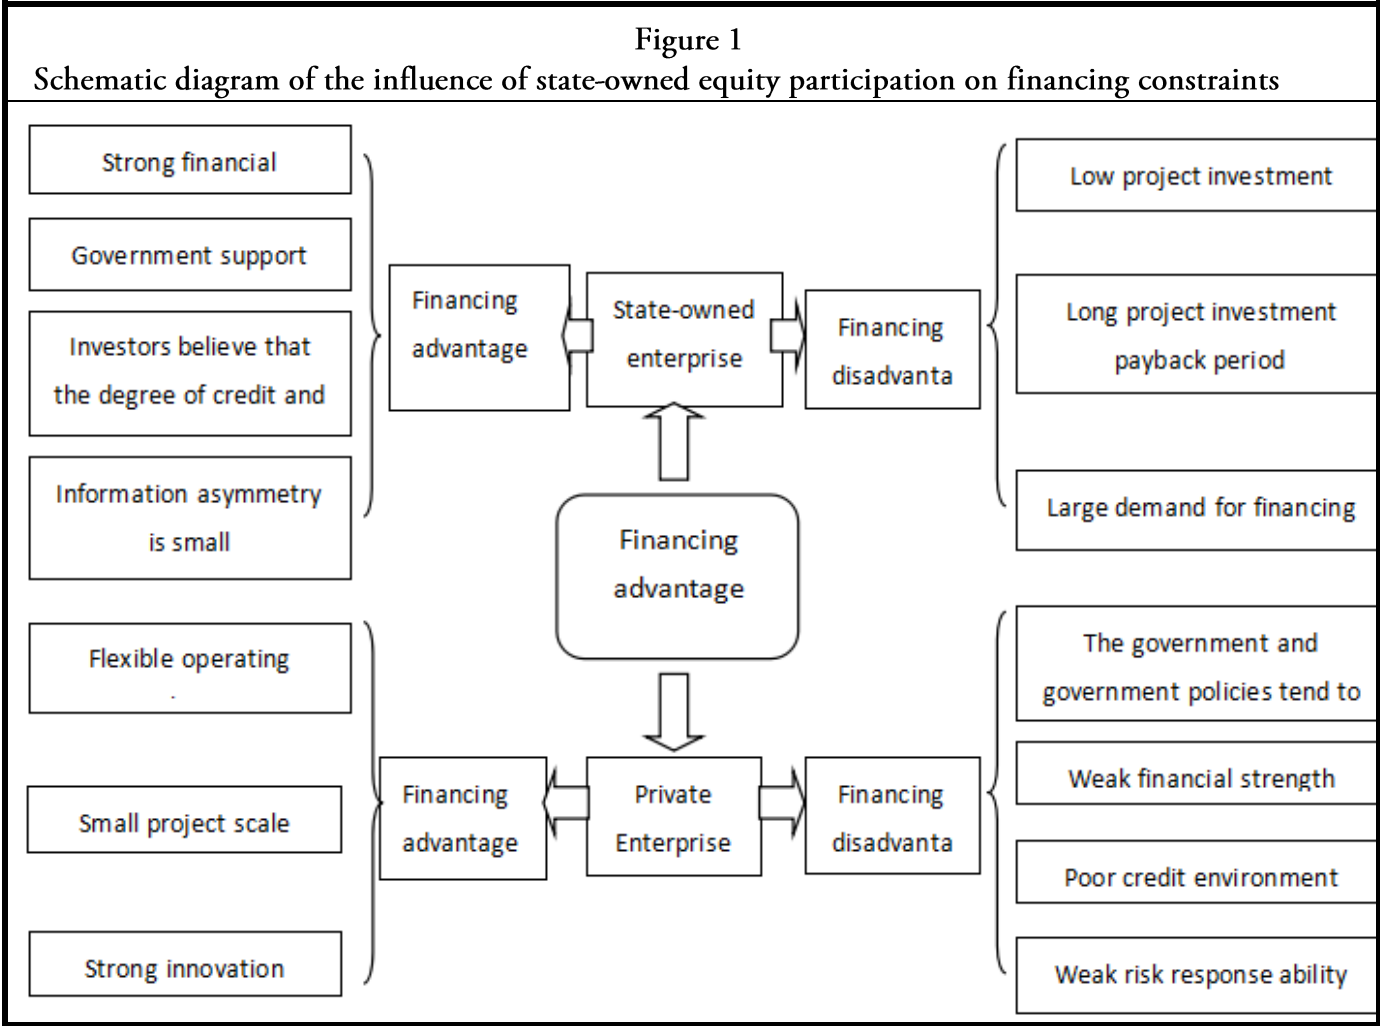 Figure 1
Schematic diagram of the influence of state-owned equity participation on financing constraints
Strong financial
Government support
Investors believe that
the degree of credit and
Information asymmetry
is small
Financing
advantage
State-owned
enterprise
Financing
disadvanta
Low project investment
Long project investment
payback period
Large demand for financing
Financing
advantage
Flexible operating
Small project scale
Strong innovation
Financing
advantage
Private
Enterprise
Financing
disadvanta
The government and
government policies tend to
Weak financial strength
Poor credit environment
Weak risk response ability